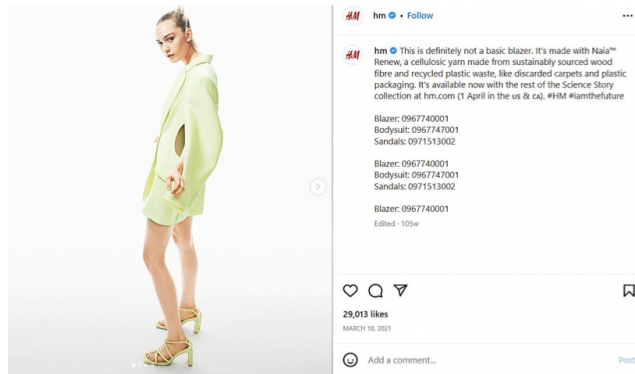 H&M hm • Follow •••
H&M hm This is definitely not a basic blazer. It's made with Naia™
Renew, a cellulosic yarn made from sustainably sourced wood
fibre and recycled plastic waste, like discarded carpets and plastic
packaging. It's available now with the rest of the Science Story
collection at hm.com (1 April in the US & CA). #HM #iamthefuture
Blazer: 0967740001
Bodysuit: 0967747001
Sandals: 0971513002
Blazer: 0967740001
Bodysuit: 0967747001
Sandals: 0971513002
Blazer: 0967740001
Edited · 105w
29,013 likes
MARCH 18, 2021
Add a comment... Post